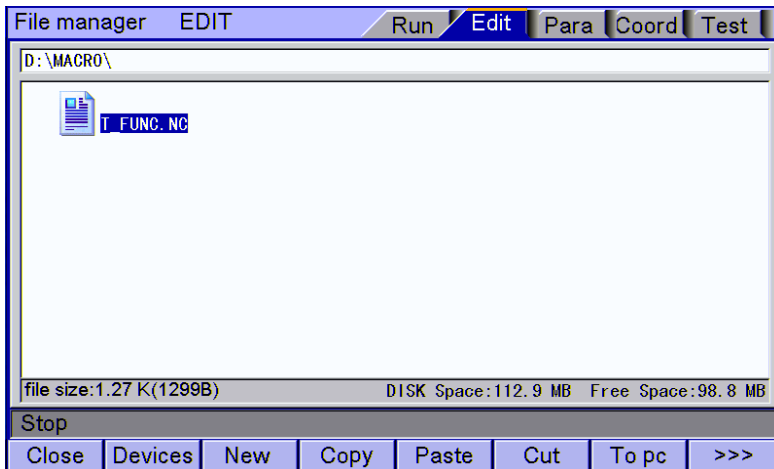 File manager EDIT Run Edit Para Coord Test
D:\MACRO\
T_FUNC.NC
file size:1.27 K(1299B) DISK Space:112.9 MB Free Space:98.8 MB
Stop
Close Devices New Copy Paste Cut To pc >>>